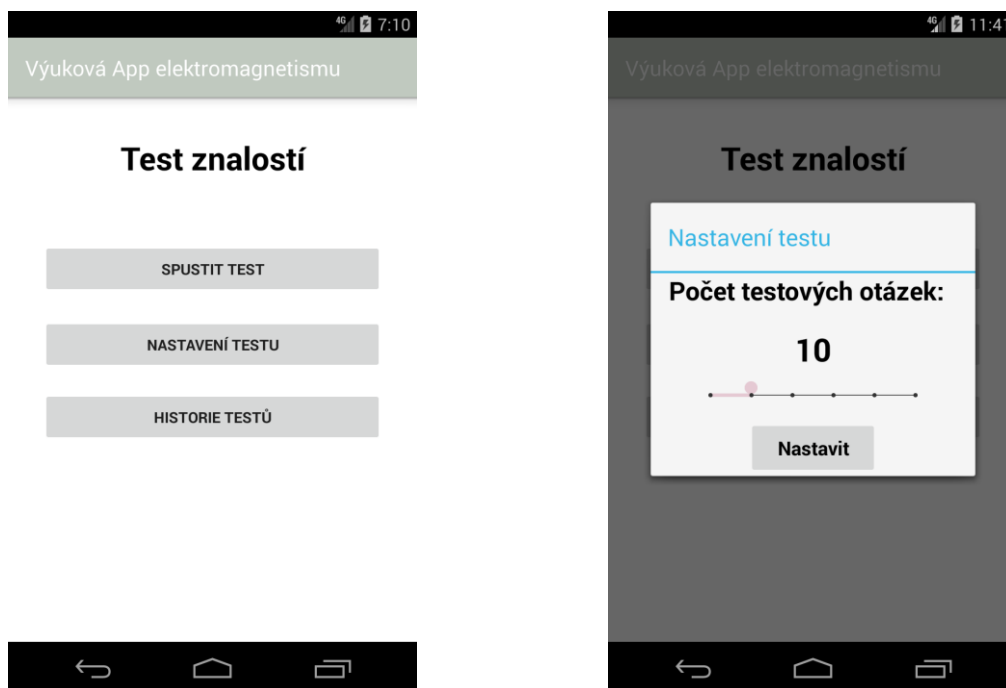 4G 7:10
Výuková App elektromagnetismu
Test znalostí
SPUSTIT TEST
NASTAVENÍ TESTU
HISTORIE TESTŮ
4G 11:41
Výuková App elektromagnetismu
Test znalostí
Nastavení testu
Počet testových otázek:
10
Nastavit